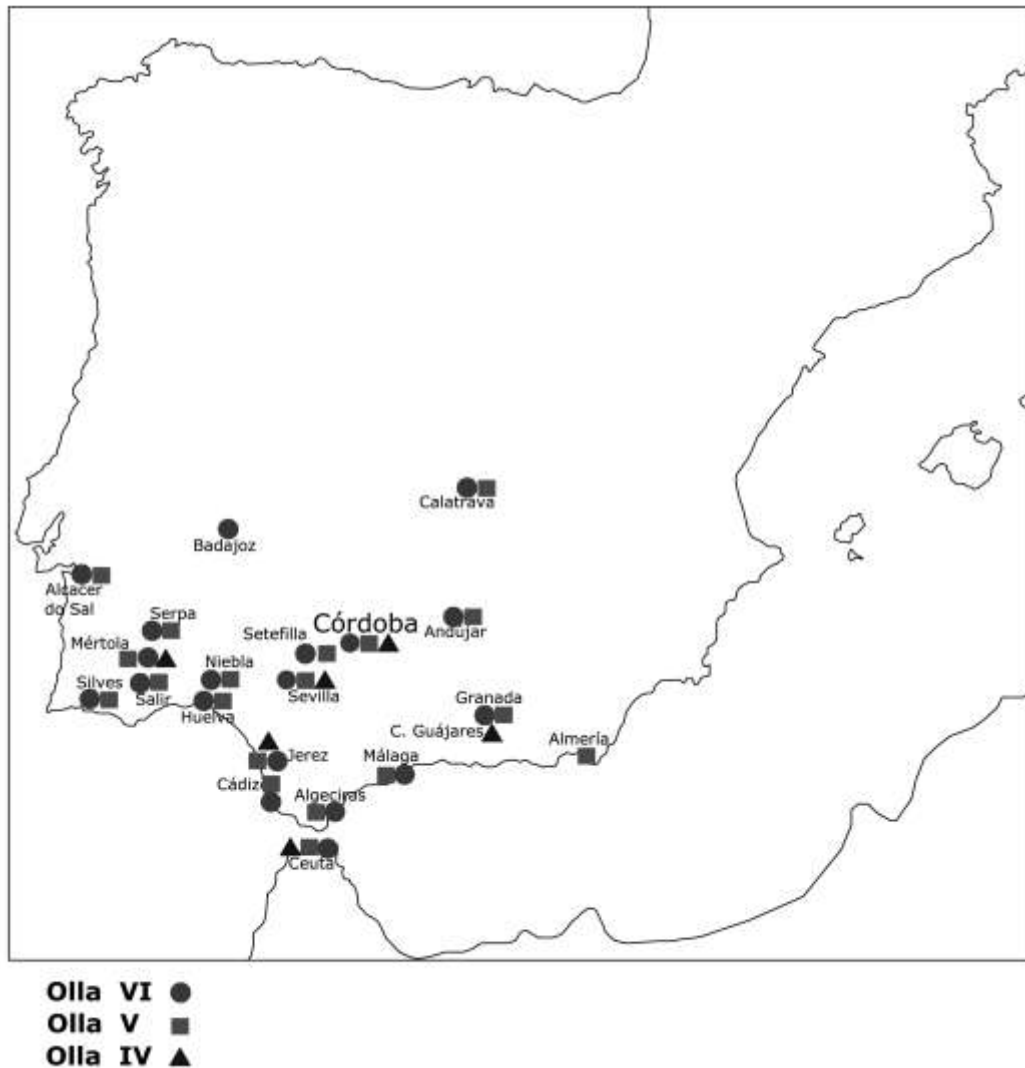 Calatrava
Badajoz
Alcacer
do Sal
Serpa
Córdoba
Andujar
Setefilla
Mértola
Niebla
Silves
Salir
Sevilla
Huelva
Granada
C. Guájares
Almería
Jerez
Málaga
Cádiz
Algeciras
Ceuta
Olla VI
Olla V
Olla IV